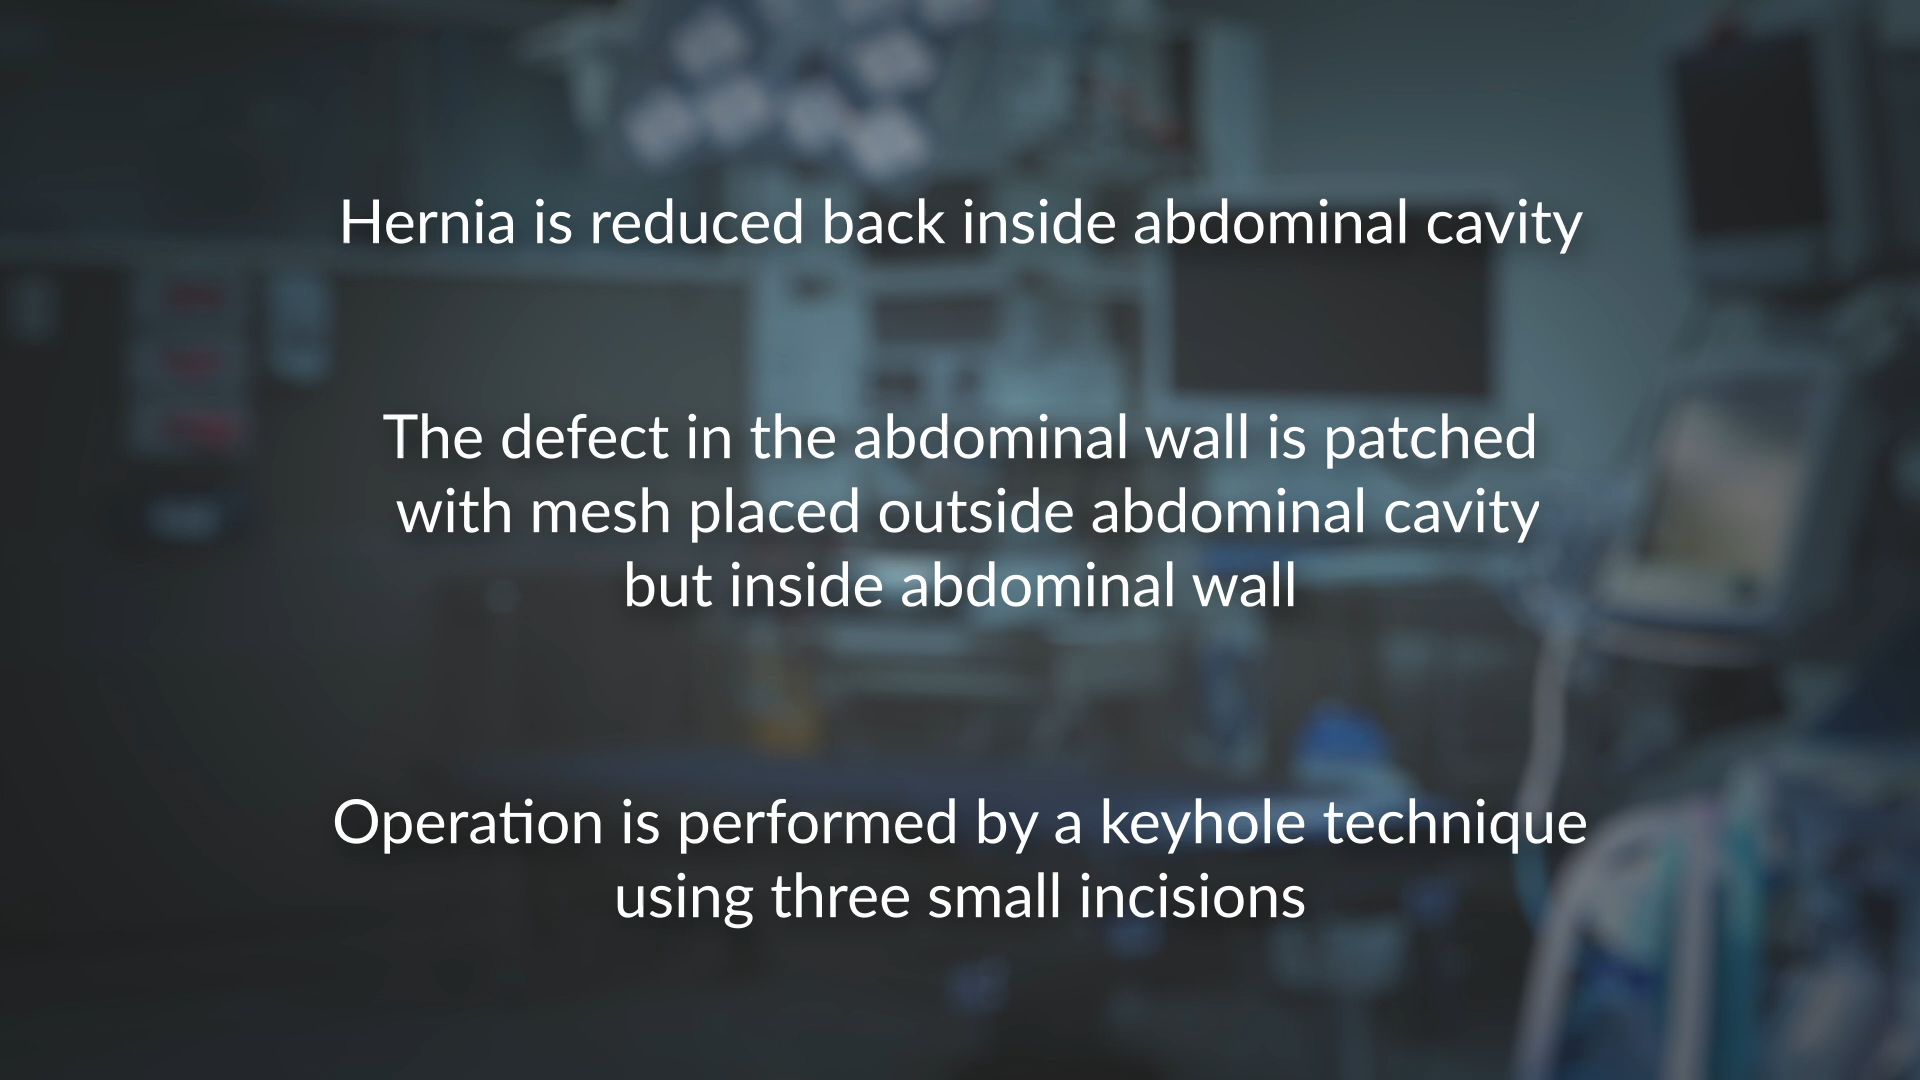 Hernia is reduced back inside abdominal cavity
The defect in the abdominal wall is patched
with mesh placed outside abdominal cavity
but inside abdominal wall
Operation is performed by a keyhole technique
using three small incisions